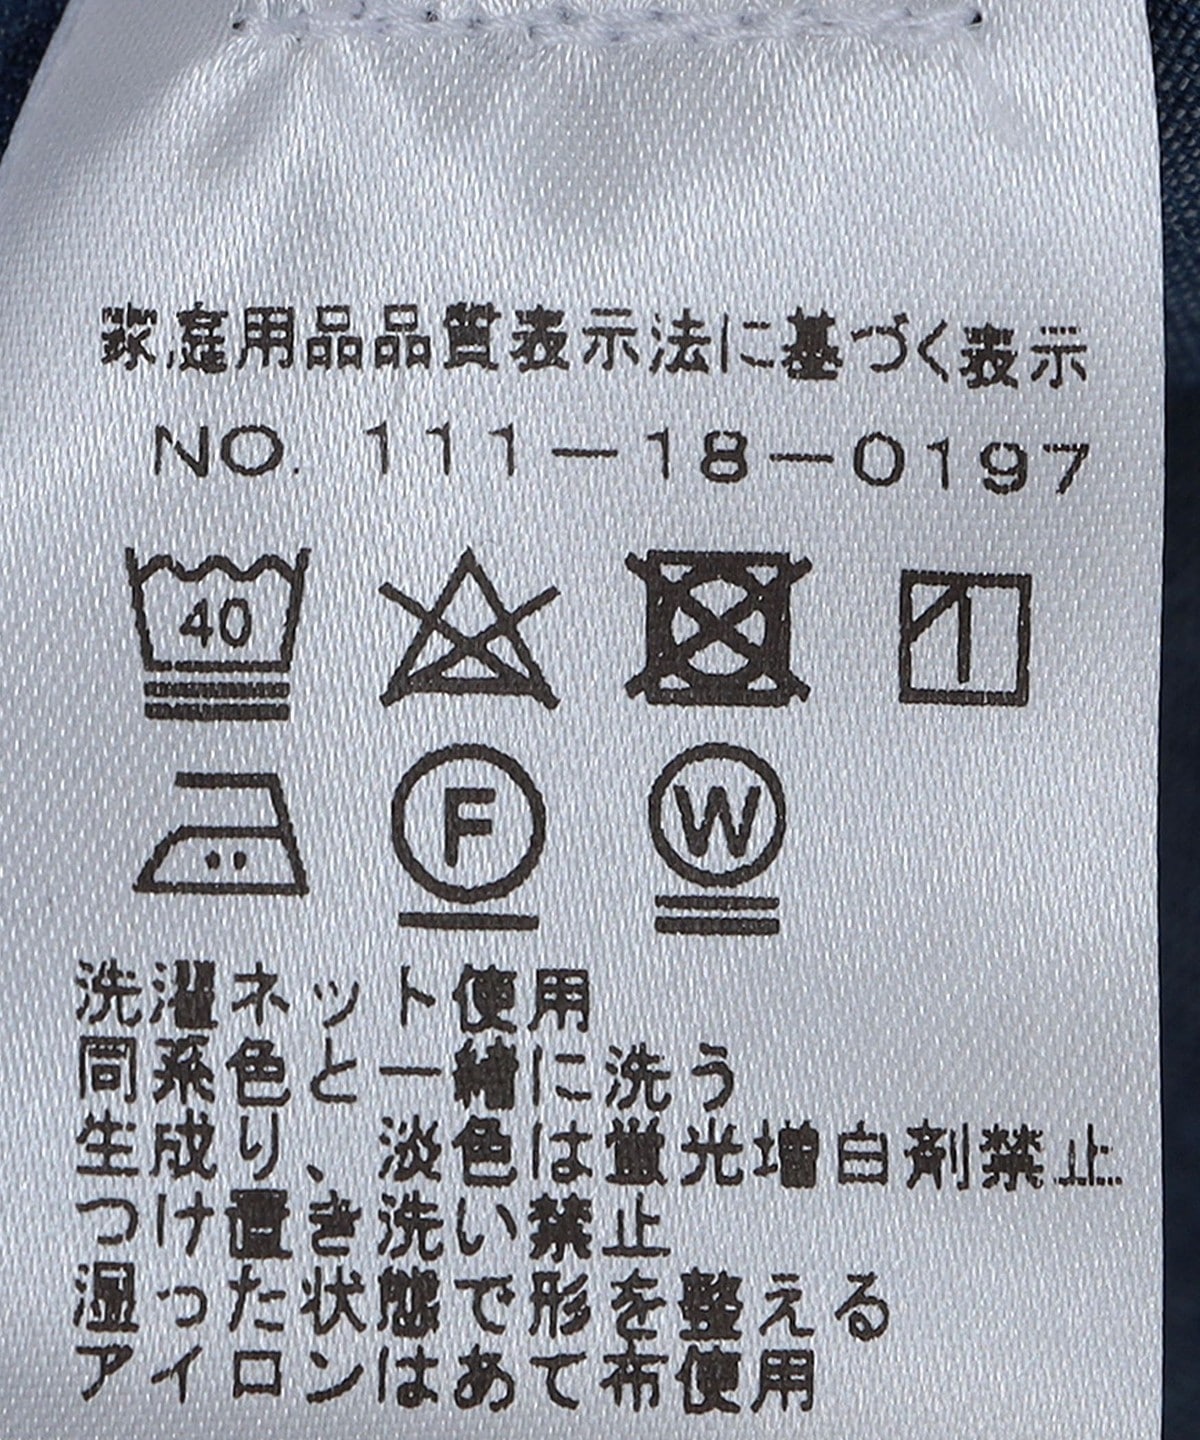 家庭用品品質表示法に基づく表示
NO. 111-18-0197
40
F
W
洗濯ネット使用
同系色と一緒に洗う
生成り、淡色は蛍光増白剤禁止
つけ置き洗い禁止
湿った状態で形を整える
アイロンはあて布使用